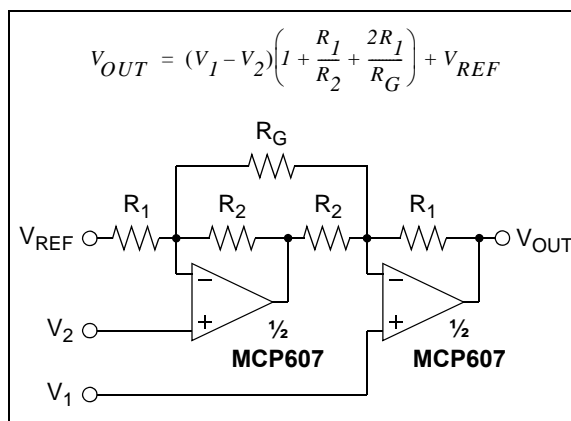 V_OUT = (V_1 – V_2)(1 + R_1/R_2 + 2R_1/R_G) + V_REF
R_G
R_1 R_2 R_2 R_1
V_REF V_OUT
– –
+ +
V_2 ½ ½
MCP607 MCP607
V_1